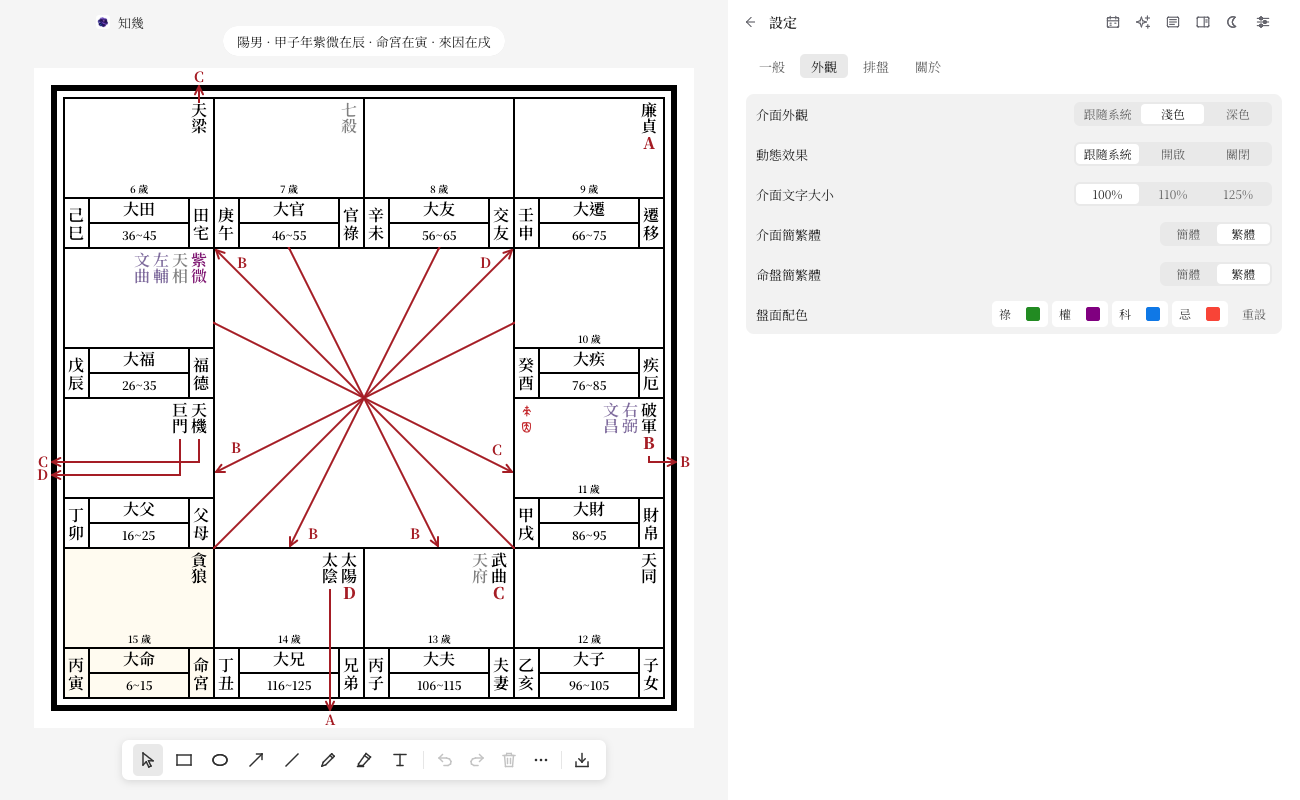 知幾
陽男 · 甲子年紫微在辰 · 命宮在寅 · 來因在戌
C
天梁
6 歲
己巳
大田
36~45
田宅
七殺
7 歲
庚午
大官
46~55
官祿
8 歲
辛未
大友
56~65
交友
廉貞
A
9 歲
壬申
大遷
66~75
遷移
紫微
天相
左輔
文曲
戊辰
大福
26~35
福德
B
D
10 歲
癸酉
大疾
76~85
疾厄
天機
巨門
C
D
丁卯
大父
16~25
父母
B
C
B
B
破軍
B
右弼
文昌
B
11 歲
甲戌
大財
86~95
財帛
貪狼
15 歲
丙寅
大命
6~15
命宮
太陽
D
太陰
14 歲
丁丑
大兄
116~125
兄弟
A
武曲
C
天府
13 歲
丙子
大夫
106~115
夫妻
天同
12 歲
乙亥
大子
96~105
子女
設定
一般 外觀 排盤 關於
介面外觀 跟隨系統 淺色 深色
動態效果 跟隨系統 開啟 關閉
介面文字大小 100% 110% 125%
介面簡繁體 簡體 繁體
命盤簡繁體 簡體 繁體
盤面配色 祿 權 科 忌 重設